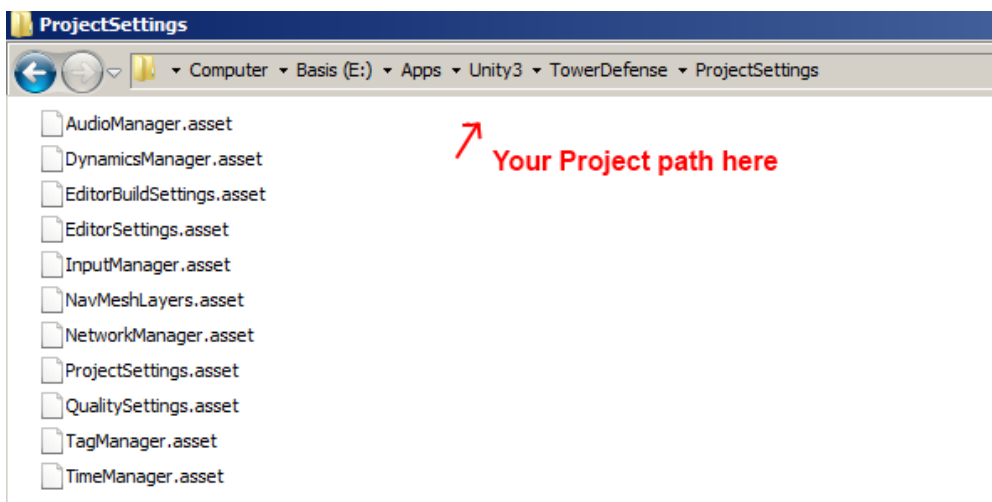 ProjectSettings
Computer Basis (E:) Apps Unity3 TowerDefense ProjectSettings
AudioManager.asset
Your Project path here
DynamicsManager.asset
EditorBuildSettings.asset
EditorSettings.asset
InputManager.asset
NavMeshLayers.asset
NetworkManager.asset
ProjectSettings.asset
QualitySettings.asset
TagManager.asset
TimeManager.asset